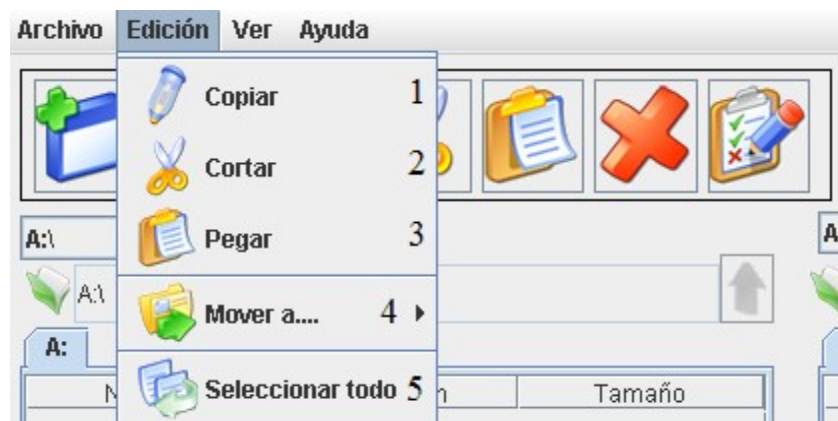 Archivo Edición Ver Ayuda
Copiar 1
Cortar 2
A:\
Pegar 3
A:\
Mover a.... 4
A:
Seleccionar todo 5
Tamaño